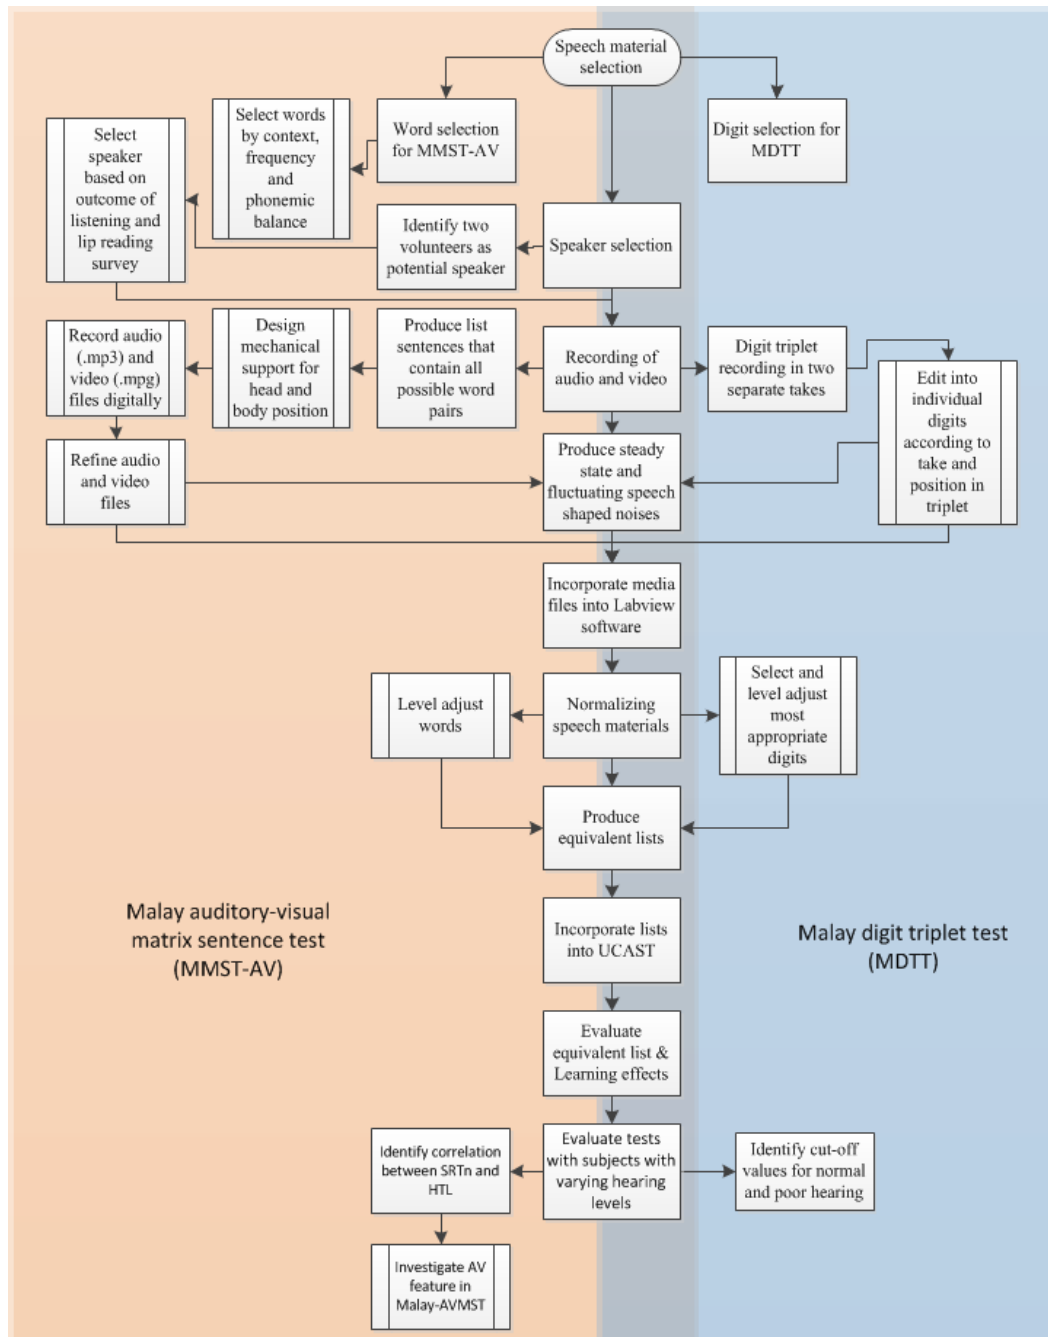 Speech material
selection
Word selection
for MMST-AV
Select words
by context,
frequency
and
phonemic
balance
Digit selection for
MDTT
Select
speaker
based on
outcome of
listening and
lip reading
survey
Identify two
volunteers as
potential speaker
Speaker selection
Record audio
(.mp3) and
video (.mpg)
files digitally
Design
mechanical
support for
head and
body position
Produce list
sentences that
contain all
possible word
pairs
Recording of
audio and video
Digit triplet
recording in two
separate takes
Edit into
individual
digits
according to
take and
position in
triplet
Refine audio
and video
files
Produce steady
state and
fluctuating speech
shaped noises
Incorporate media
files into Labview
software
Level adjust
words
Normalizing
speech materials
Select and
level adjust
most
appropriate
digits
Produce
equivalent lists
Malay auditory-visual
matrix sentence test
(MMST-AV)
Incorporate lists
into UCAST
Malay digit triplet test
(MDTT)
Evaluate
equivalent list &
Learning effects
Identify correlation
between SRTn and
HTL
Evaluate tests
with subjects with
varying hearing
levels
Identify cut-off
values for normal
and poor hearing
Investigate AV
feature in
Malay-AVMST